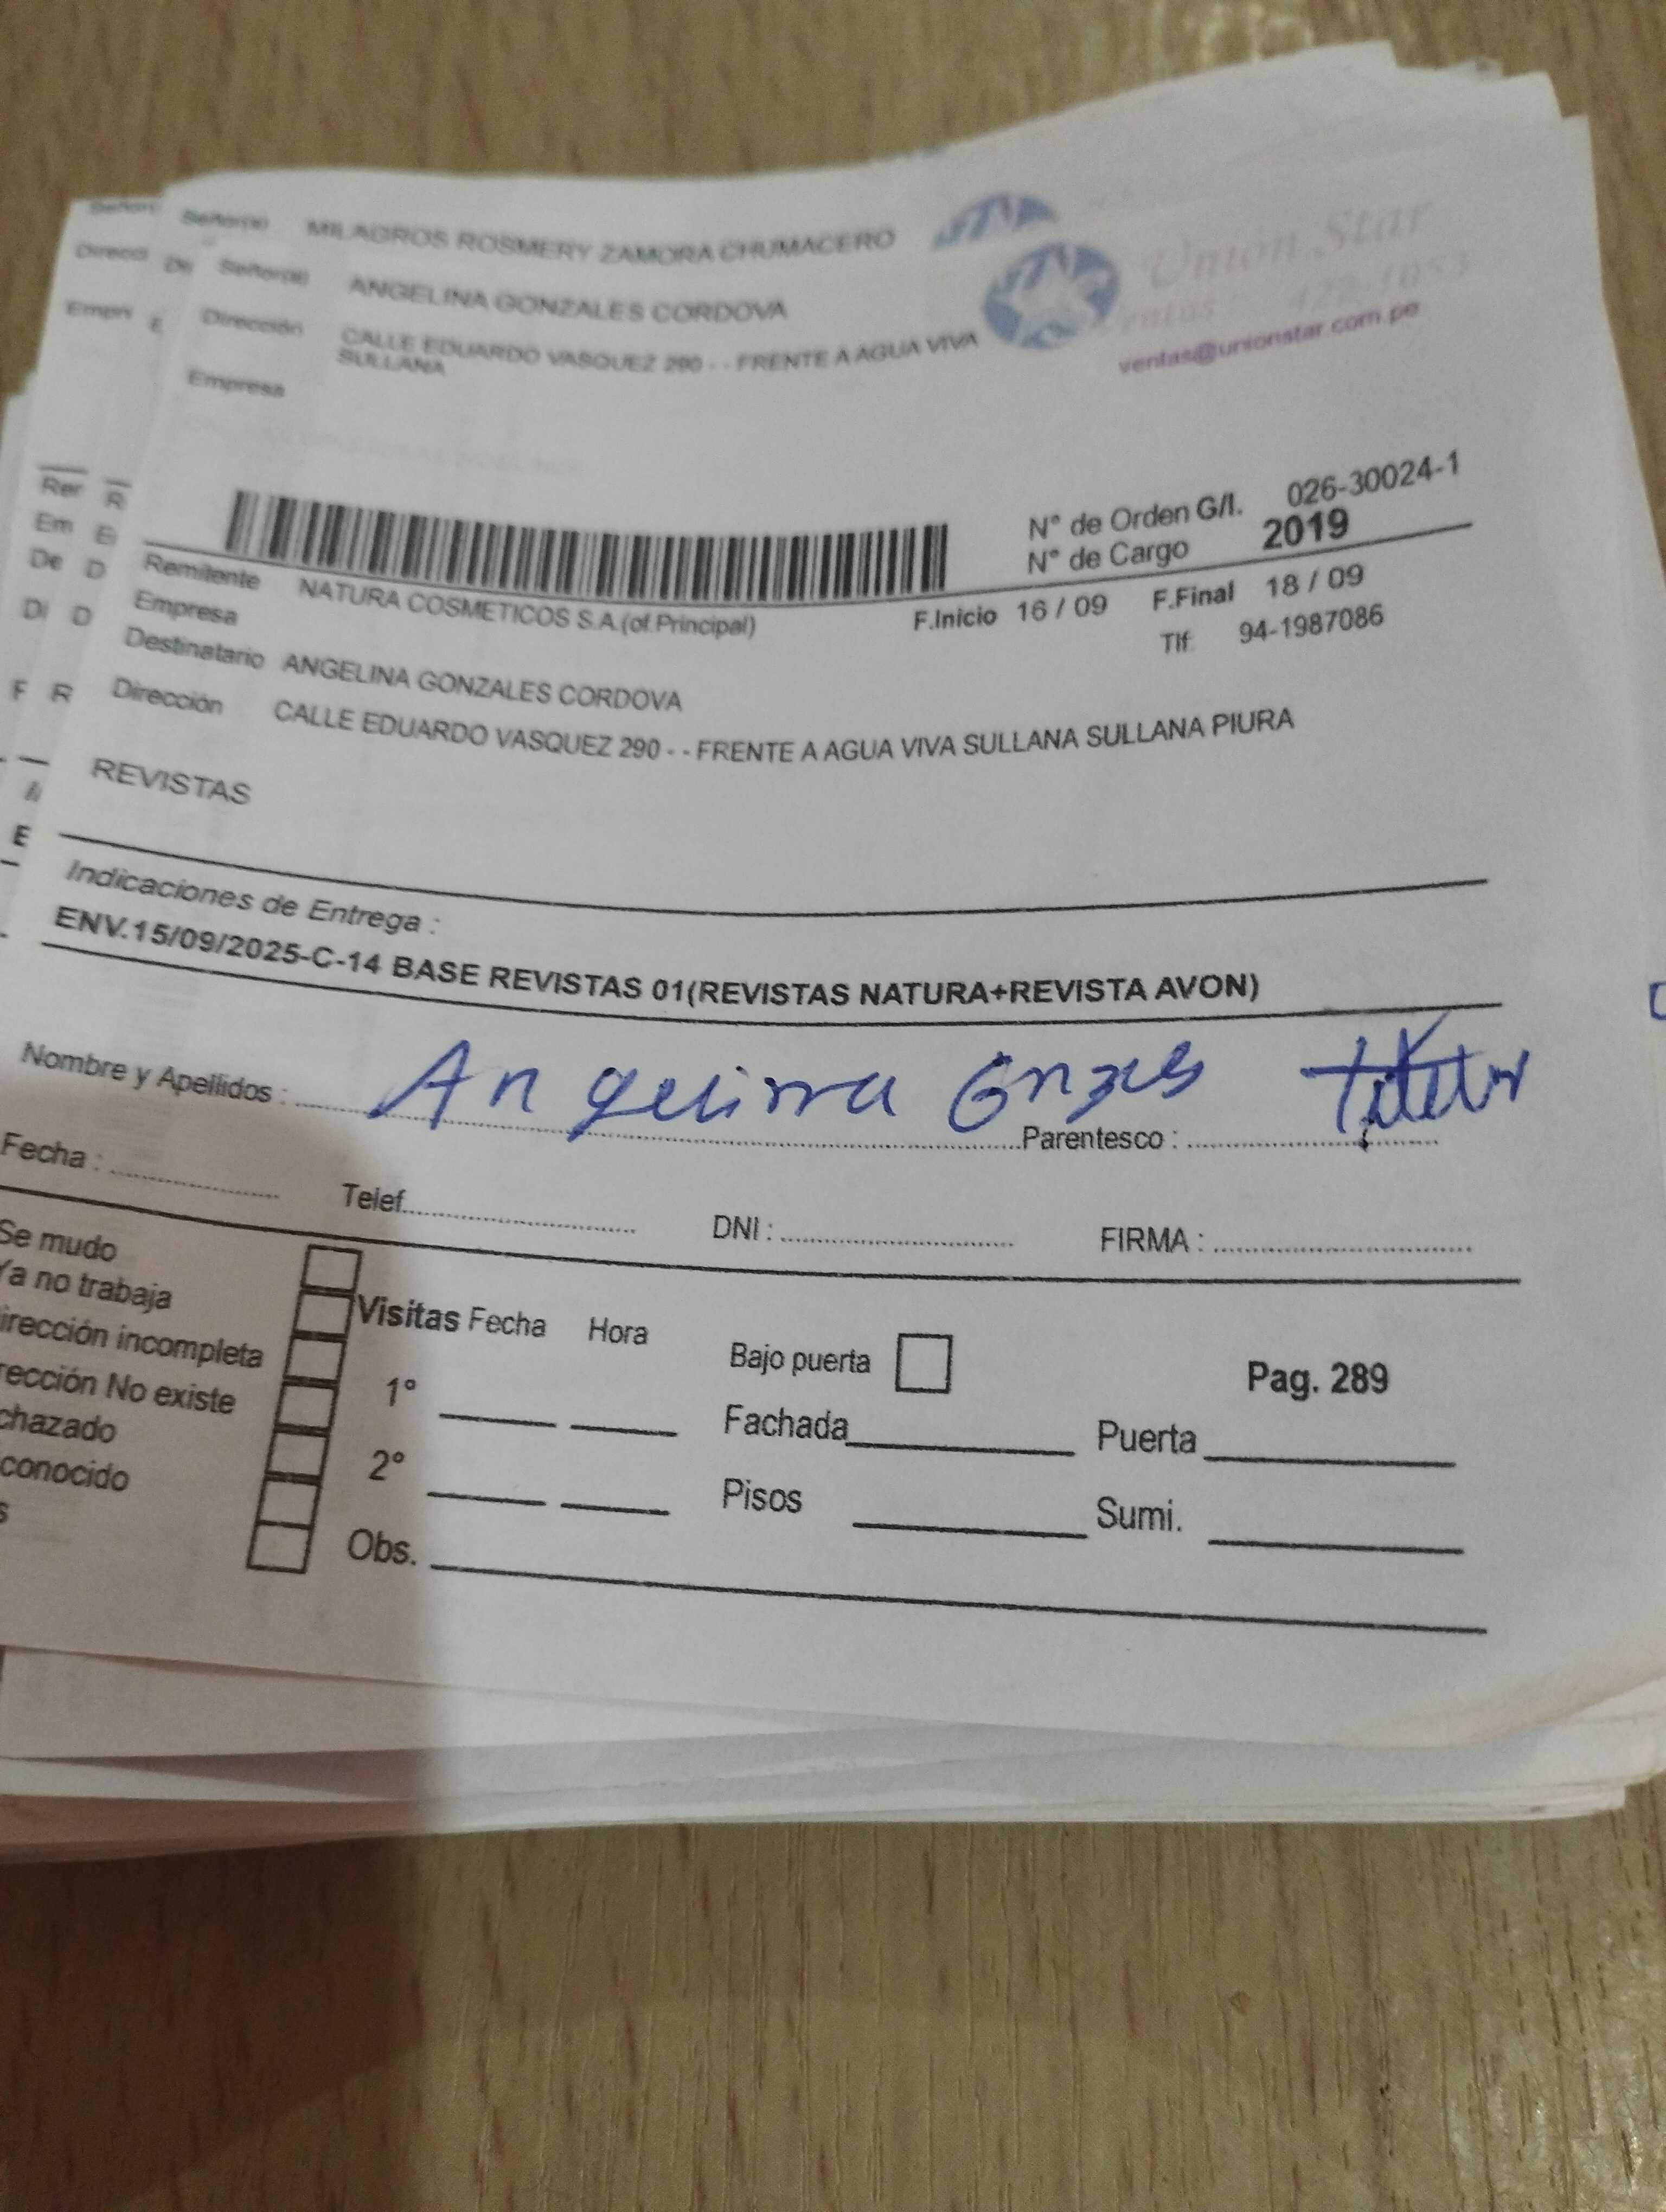 Señor(a) MILAGROS ROSMERY ZAMORA CHUMACERO
Señor(a) ANGELINA GONZALES CORDOVA
Dirección CALLE EDUARDO VASQUEZ 290 - - FRENTE A AGUA VIVA
SULLANA
Empresa
Unión Star
ventas@unionstar.com.pe
N° de Orden G/I. 026-30024-1
N° de Cargo 2019
Remitente NATURA COSMETICOS S.A.(of.Principal)
F.Inicio 16 / 09 F.Final 18 / 09
Empresa
Tlf: 94-1987086
Destinatario ANGELINA GONZALES CORDOVA
Dirección CALLE EDUARDO VASQUEZ 290 - - FRENTE A AGUA VIVA SULLANA SULLANA PIURA
REVISTAS
Indicaciones de Entrega :
ENV.15/09/2025-C-14 BASE REVISTAS 01(REVISTAS NATURA+REVISTA AVON)
Nombre y Apellidos : Angelina Parentesco : titular
Fecha : Telef. DNI : FIRMA :
Se mudo
Ya no trabaja
irección incompleta
rección No existe
chazado
conocido
s
Visitas Fecha Hora
1°
2°
Obs.
Bajo puerta
Pag. 289
Fachada Puerta
Pisos Sumi.